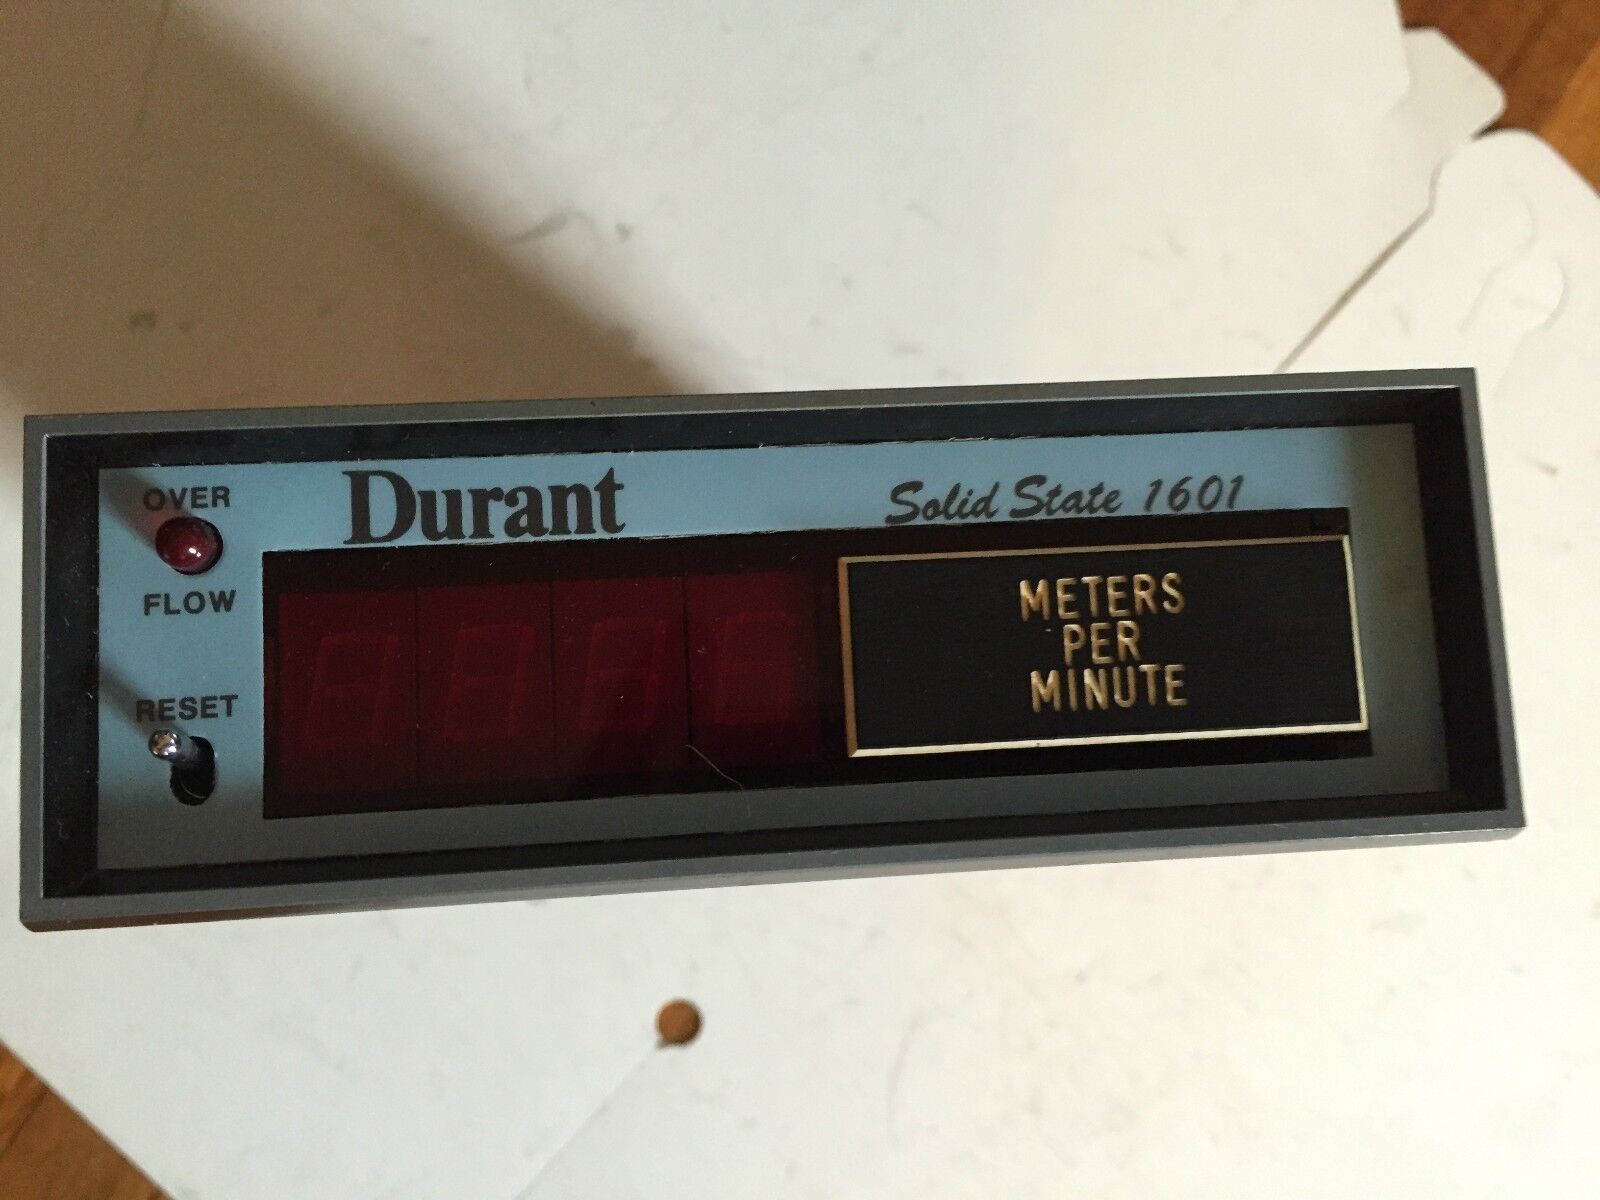 OVER
FLOW
RESET
Durant
Solid State 1601
METERS
PER
MINUTE